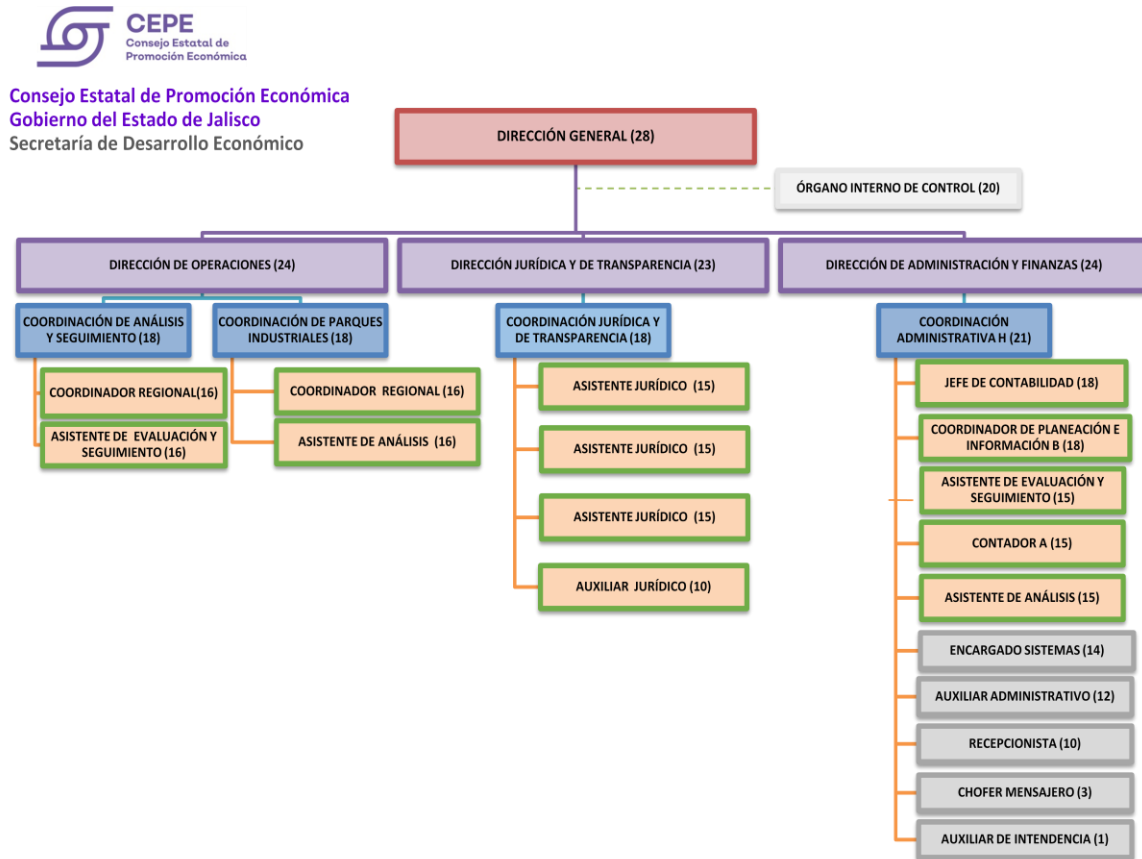 CEPE
Consejo Estatal de
Promoción Económica
Consejo Estatal de Promoción Económica
Gobierno del Estado de Jalisco
Secretaría de Desarrollo Económico
DIRECCIÓN GENERAL (28)
ÓRGANO INTERNO DE CONTROL (20)
DIRECCIÓN DE OPERACIONES (24)
DIRECCIÓN JURÍDICA Y DE TRANSPARENCIA (23)
DIRECCIÓN DE ADMINISTRACIÓN Y FINANZAS (24)
COORDINACIÓN DE ANÁLISIS
Y SEGUIMIENTO (18)
COORDINACIÓN DE PARQUES
INDUSTRIALES (18)
COORDINACIÓN JURÍDICA Y
DE TRANSPARENCIA (18)
COORDINACIÓN
ADMINISTRATIVA H (21)
COORDINADOR REGIONAL(16)
ASISTENTE DE EVALUACIÓN Y
SEGUIMIENTO (16)
COORDINADOR REGIONAL (16)
ASISTENTE DE ANÁLISIS (16)
ASISTENTE JURÍDICO (15)
ASISTENTE JURÍDICO (15)
ASISTENTE JURÍDICO (15)
AUXILIAR JURÍDICO (10)
JEFE DE CONTABILIDAD (18)
COORDINADOR DE PLANEACIÓN E
INFORMACIÓN B (18)
ASISTENTE DE EVALUACIÓN Y
SEGUIMIENTO (15)
CONTADOR A (15)
ASISTENTE DE ANÁLISIS (15)
ENCARGADO SISTEMAS (14)
AUXILIAR ADMINISTRATIVO (12)
RECEPCIONISTA (10)
CHOFER MENSAJERO (3)
AUXILIAR DE INTENDENCIA (1)